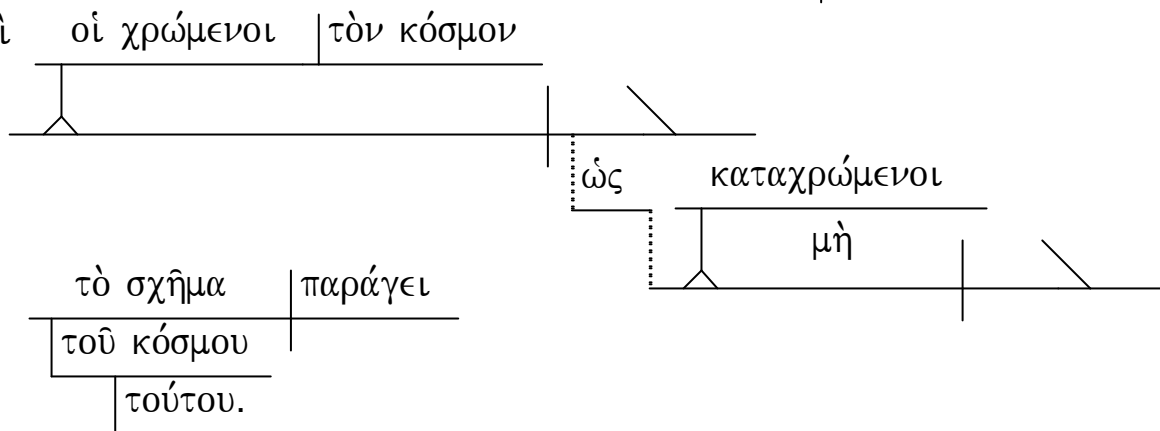 οἱ χρώμενοι τὸν κόσμον
ὡς καταχρώμενοι
μὴ
τὸ σχῆμα παράγει
τοῦ κόσμου
τούτου.